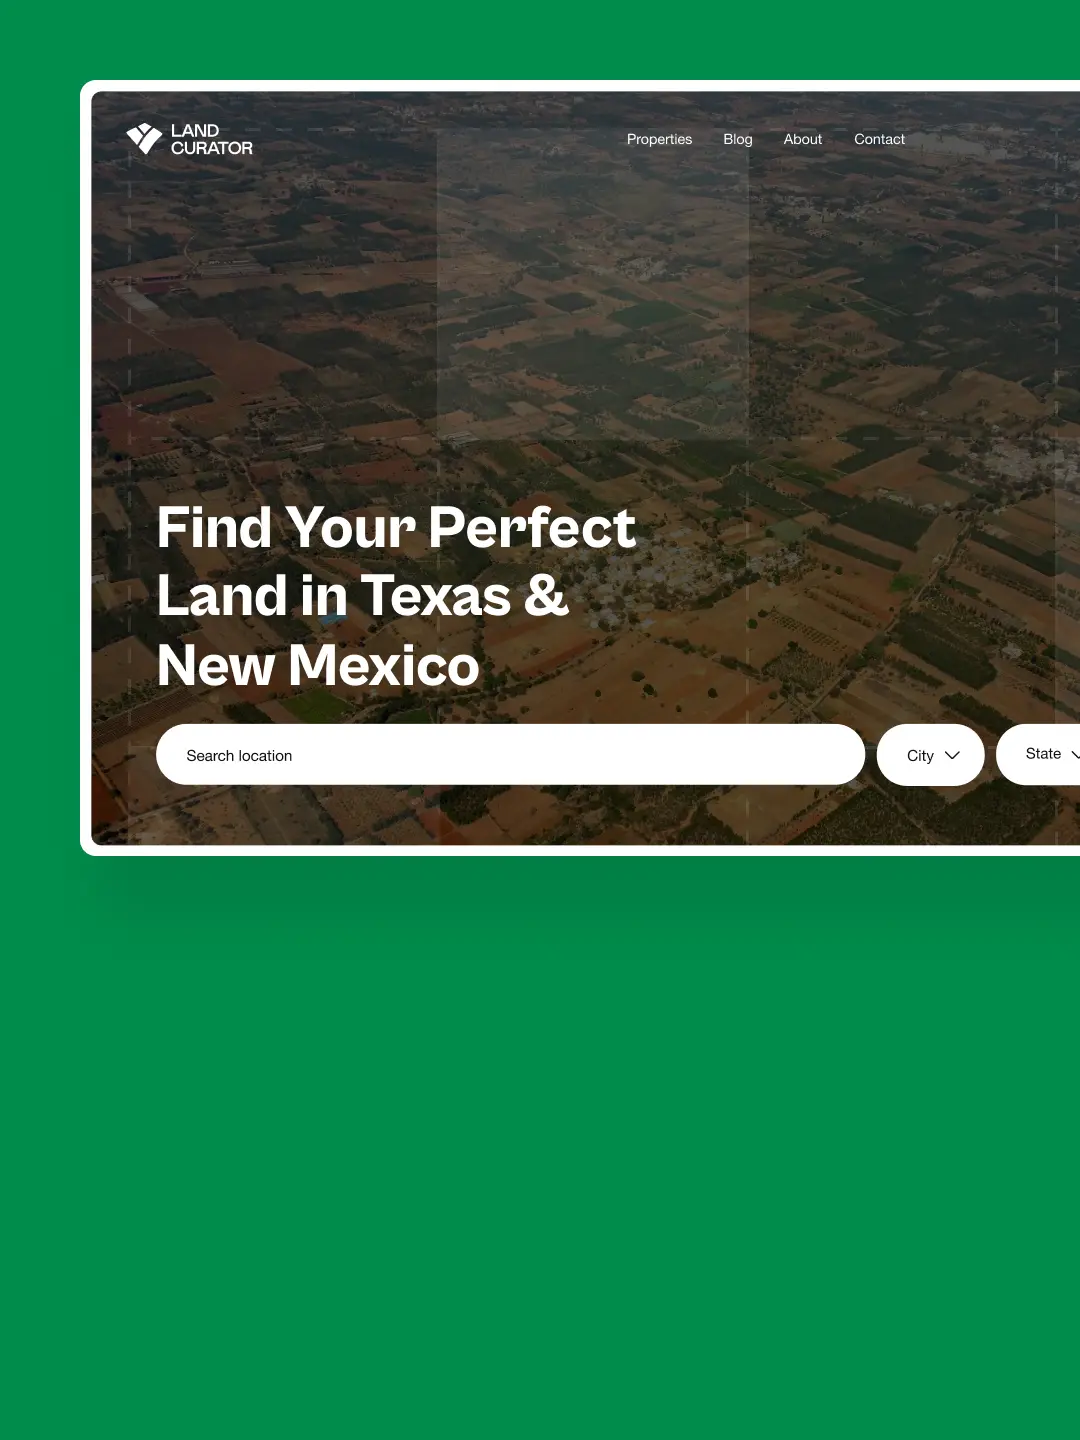 LAND
CURATOR
Properties Blog About Contact
Find Your Perfect
Land in Texas &
New Mexico
Search location City State